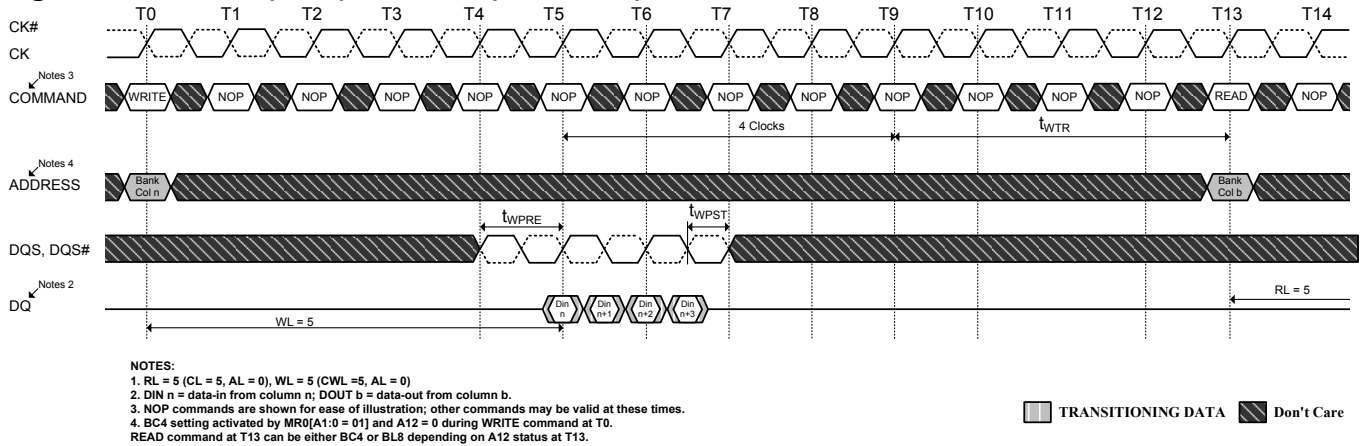 T0 T1 T2 T3 T4 T5 T6 T7 T8 T9 T10 T11 T12 T13 T14
CK#
CK
Notes 3
COMMAND
WRITE NOP NOP NOP NOP NOP NOP NOP NOP NOP NOP NOP NOP READ NOP
4 Clocks
tWTR
Notes 4
ADDRESS
Bank
Col n
Bank
Col b
tWPRE
tWPST
DQS, DQS#
Notes 2
DQ
Din
n
Din
n+1
Din
n+2
Din
n+3
RL = 5
WL = 5
NOTES:
1. RL = 5 (CL = 5, AL = 0), WL = 5 (CWL =5, AL = 0)
2. DIN n = data-in from column n; DOUT b = data-out from column b.
3. NOP commands are shown for ease of illustration; other commands may be valid at these times.
4. BC4 setting activated by MR0[A1:0 = 01] and A12 = 0 during WRITE command at T0.
READ command at T13 can be either BC4 or BL8 depending on A12 status at T13.
TRANSITIONING DATA
Don't Care